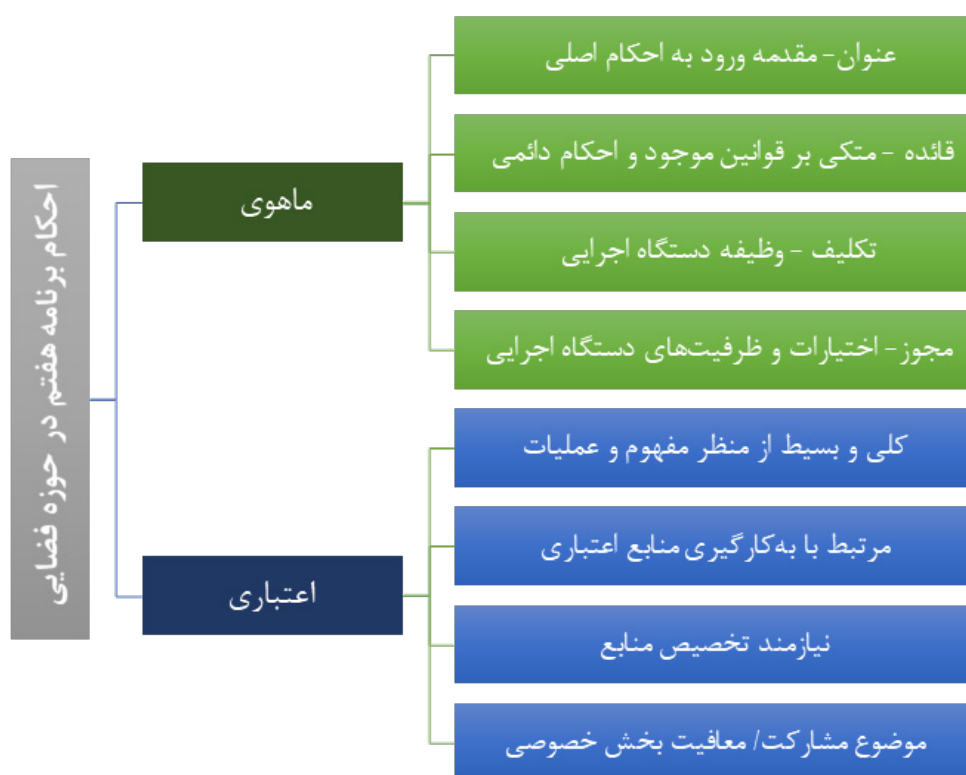 احکام برنامه هفتم در حوزه فضایی
ماهوی
عنوان- مقدمه ورود به احکام اصلی
قائده - متکی بر قوانین موجود و احکام دائمی
تکلیف - وظیفه دستگاه اجرایی
مجوز- اختیارات و ظرفیت‌های دستگاه اجرایی
اعتباری
کلی و بسیط از منظر مفهوم و عملیات
مرتبط با به‌کارگیری منابع اعتباری
نیازمند تخصیص منابع
موضوع مشارکت/ معافیت بخش خصوصی